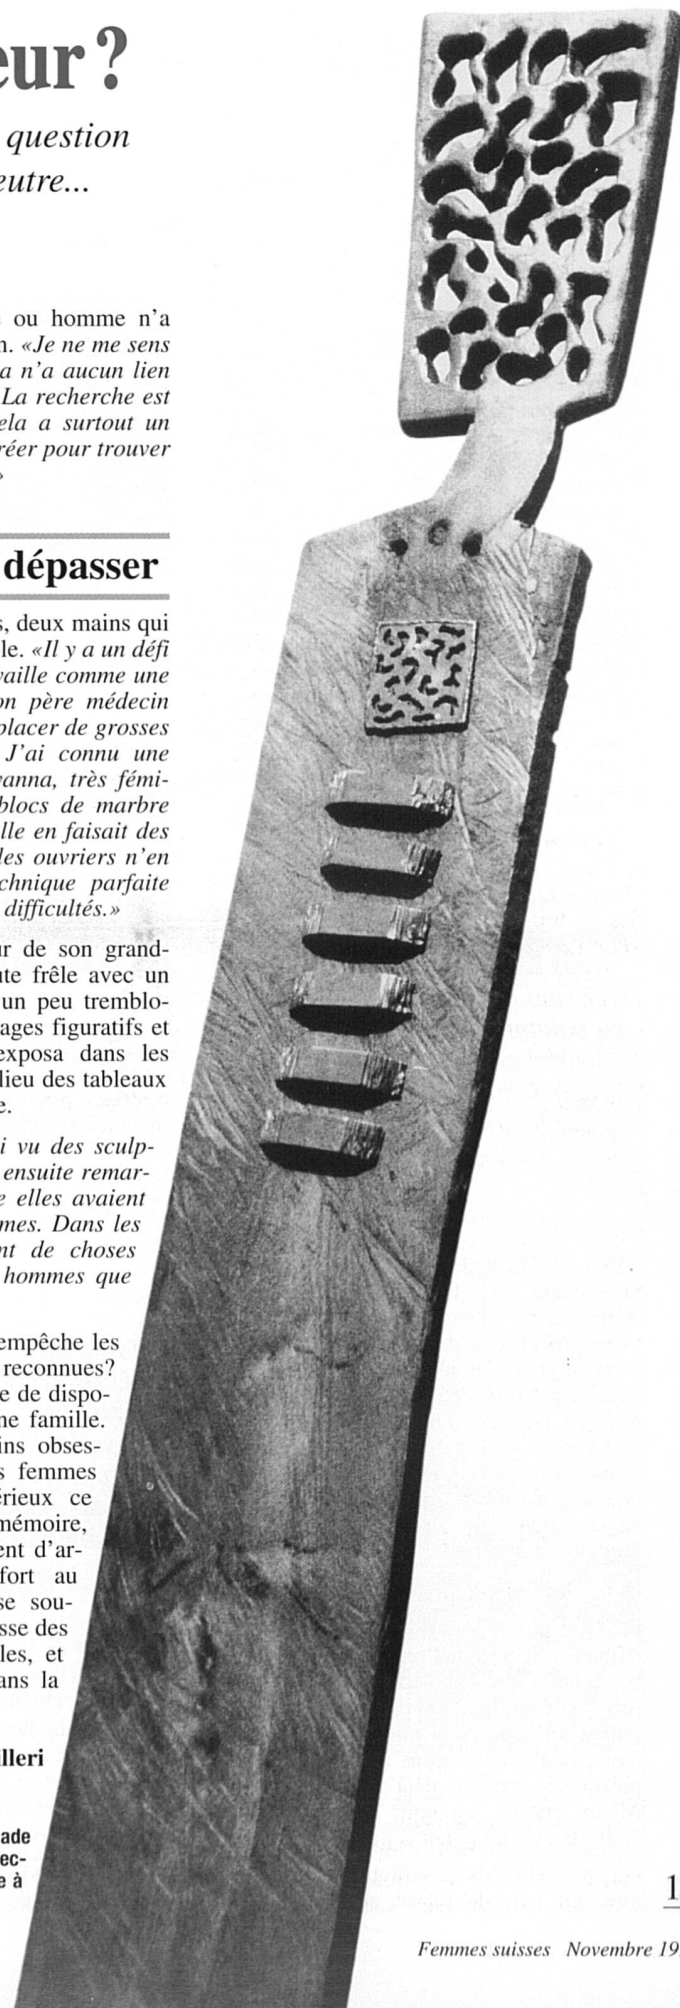 eur ?
question
eutre...
ou homme n'a
n. «Je ne me sens
a n'a aucun lien
La recherche est
ela a surtout un
réer pour trouver
»
dépasser
s, deux mains qui
le. «Il y a un défi
vaille comme une
on père médecin
placer de grosses
J'ai connu une
vanna, très fémi-
blocs de marbre
lle en faisait des
les ouvriers n'en
chnique parfaite
difficultés.»
ur de son grand-
ute frêle avec un
un peu tremblo-
ages figuratifs et
exposa dans les
lieu des tableaux
e.
i vu des sculp-
ensuite remar-
e elles avaient
mes. Dans les
nt de choses
hommes que
empêche les
reconnues?
e de dispo-
ne famille.
ins obses-
s femmes
érieux ce
mémoire,
ent d'ar-
fort au
se sou-
sse des
les, et
ans la
illeri
ade
ec-
e à
1
Femmes suisses Novembre 19